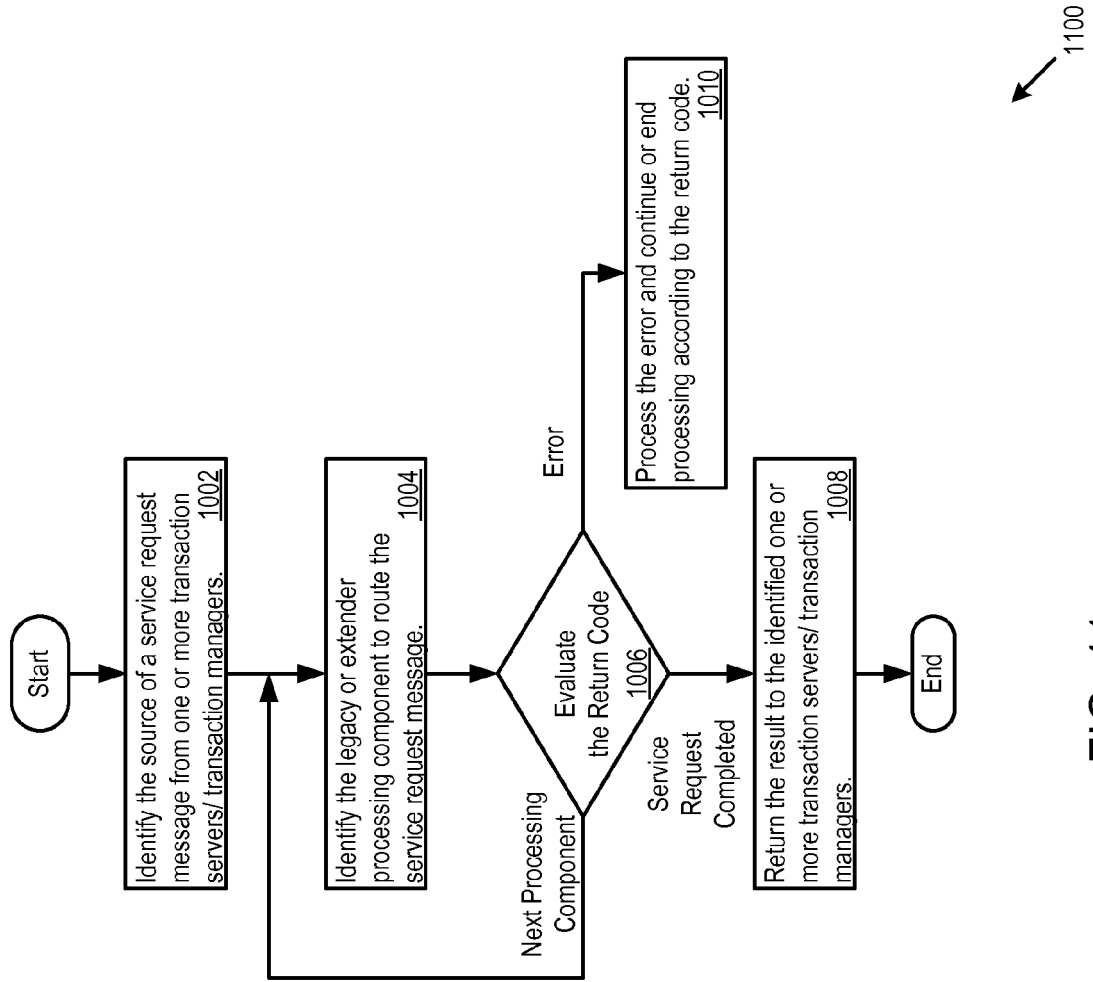 Start
Identify the source of a service request
message from one or more transaction
servers/ transaction managers.
1002
Identify the legacy or extender
processing component to route the
service request message.
1004
Evaluate
the Return Code
1006
Next Processing
Component
Error
Service
Request
Completed
Process the error and continue or end
processing according to the return code.
1010
Return the result to the identified one or
more transaction servers/ transaction
managers.
1008
End
1100
FIG.